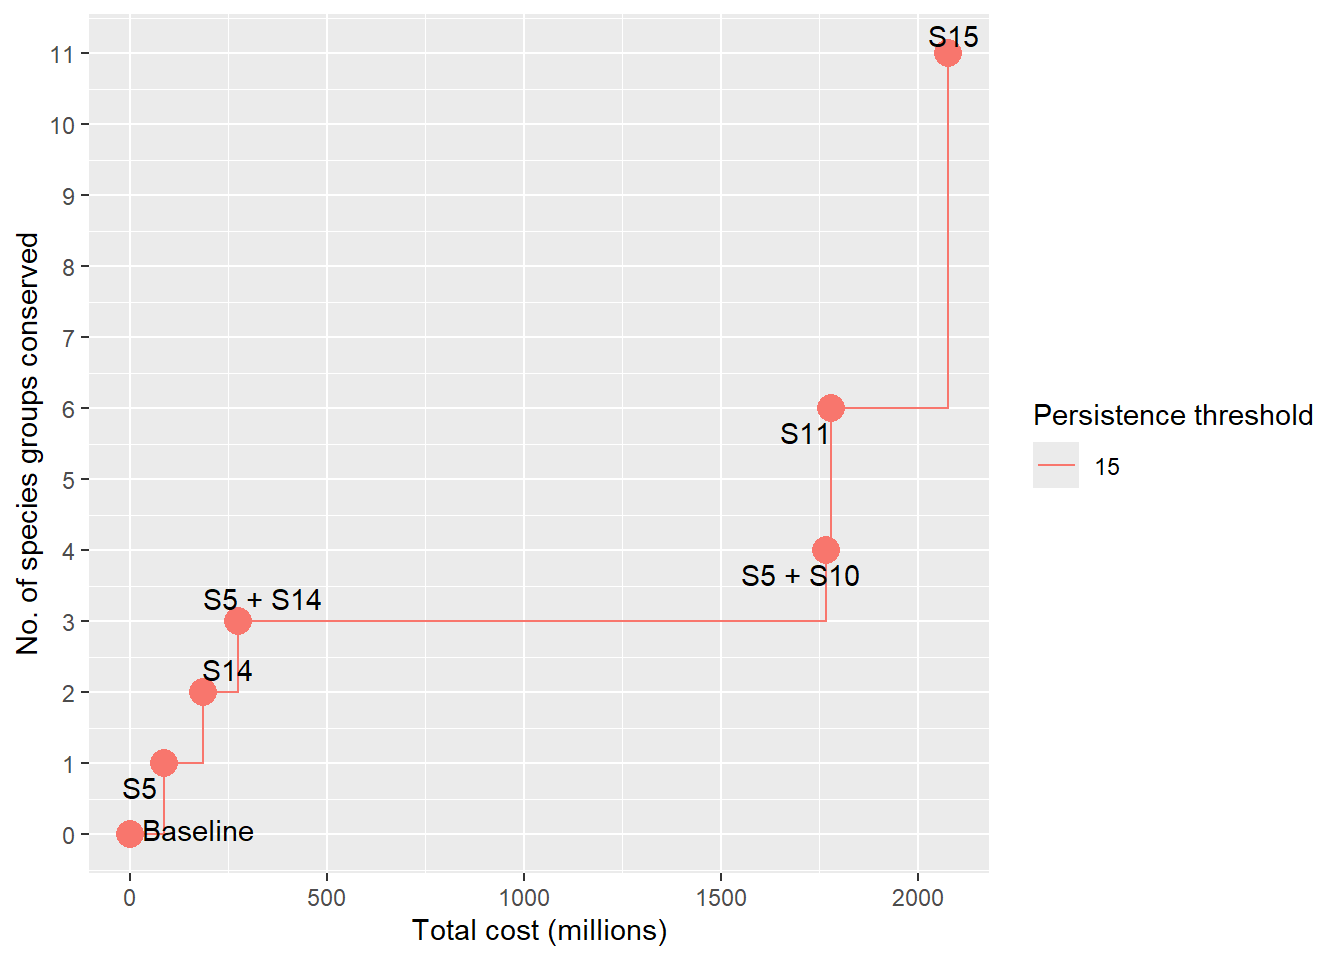 S15
11
10
9
8
7
6
5
4
3
2
1
0
No. of species groups conserved
S11
S5 + S10
S5 + S14
S14
S5
Baseline
0
500
1000
1500
2000
Total cost (millions)
Persistence threshold
15